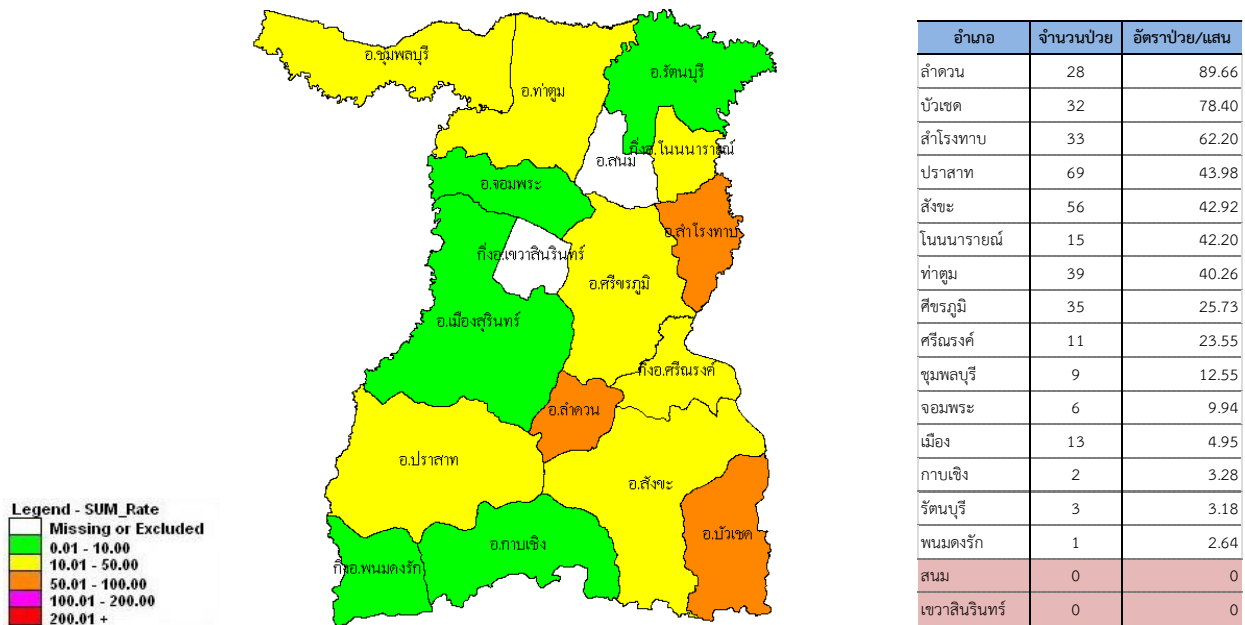 อ.ชุมพลบุรี
อ.ท่าตูม
อ.รัตนบุรี
อ.สนม
กิ่งอ.โนนนารายณ์
อ.จอมพระ
อ.สำโรงทาบ
กิ่งอ.เขวาสินรินทร์
อ.ศรีขรภูมิ
อ.เมืองสุรินทร์
กิ่งอ.ศรีณรงค์
อ.ลำดวน
อ.ปราสาท
อ.สังขะ
อ.บัวเชด
อ.กาบเชิง
กิ่งอ.พนมดงรัก
Legend - SUM_Rate
Missing or Excluded
0.01 - 10.00
10.01 - 50.00
50.01 - 100.00
100.01 - 200.00
200.01 +
อำเภอ จำนวนป่วย อัตราป่วย/แสน
ลำดวน 28 89.66
บัวเชด 32 78.40
สำโรงทาบ 33 62.20
ปราสาท 69 43.98
สังขะ 56 42.92
โนนนารายณ์ 15 42.20
ท่าตูม 39 40.26
ศีขรภูมิ 35 25.73
ศรีณรงค์ 11 23.55
ชุมพลบุรี 9 12.55
จอมพระ 6 9.94
เมือง 13 4.95
กาบเชิง 2 3.28
รัตนบุรี 3 3.18
พนมดงรัก 1 2.64
สนม 0 0
เขวาสินรินทร์ 0 0